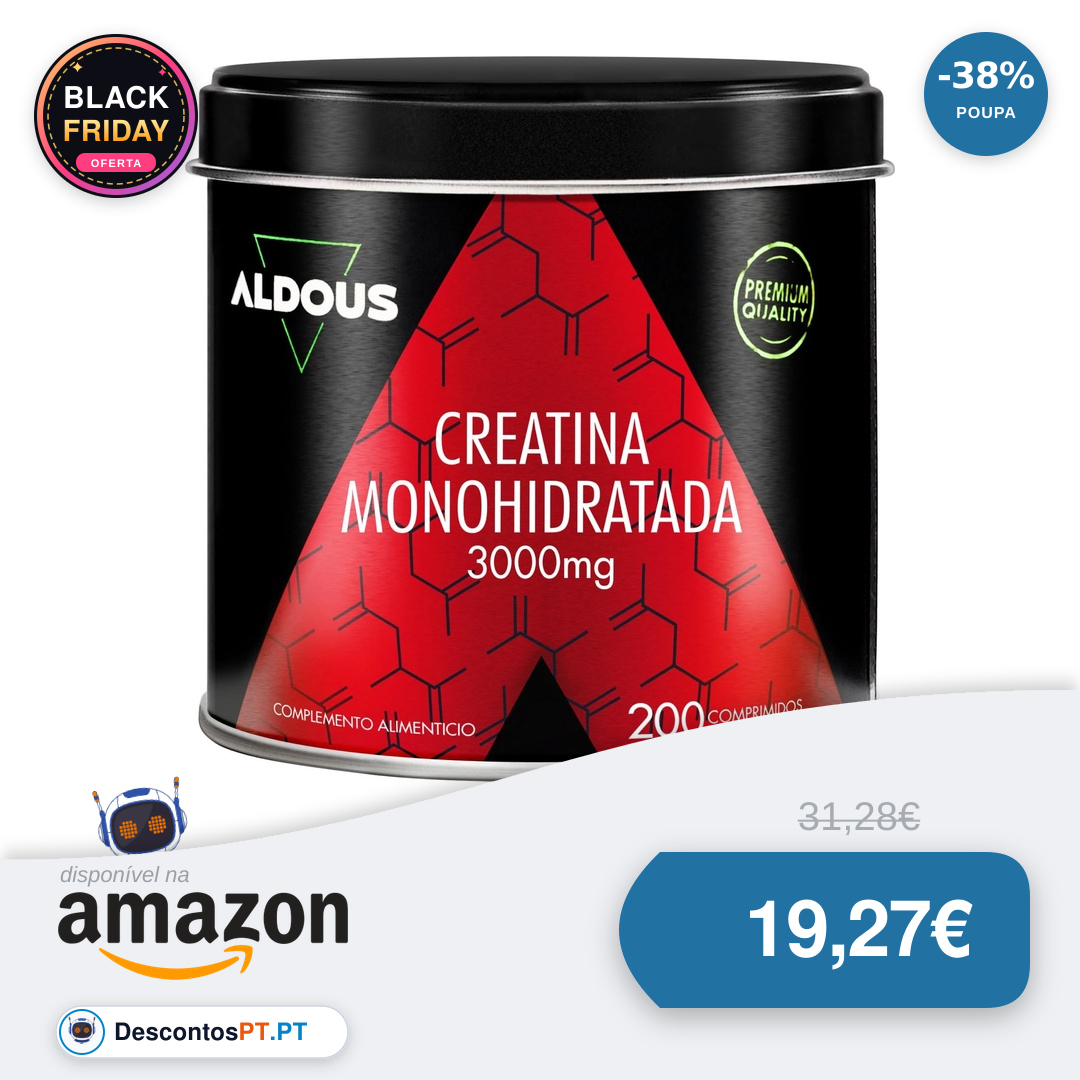 BLACK
FRIDAY
OFERTA
-38%
POUPA
ALDOUS
PREMIUM
QUALITY
CREATINA
MONOHIDRATADA
3000mg
COMPLEMENTO ALIMENTICIO
200 COMPRIMIDOS
31,28€
19,27€
disponível na
amazon
DescontosPT.PT